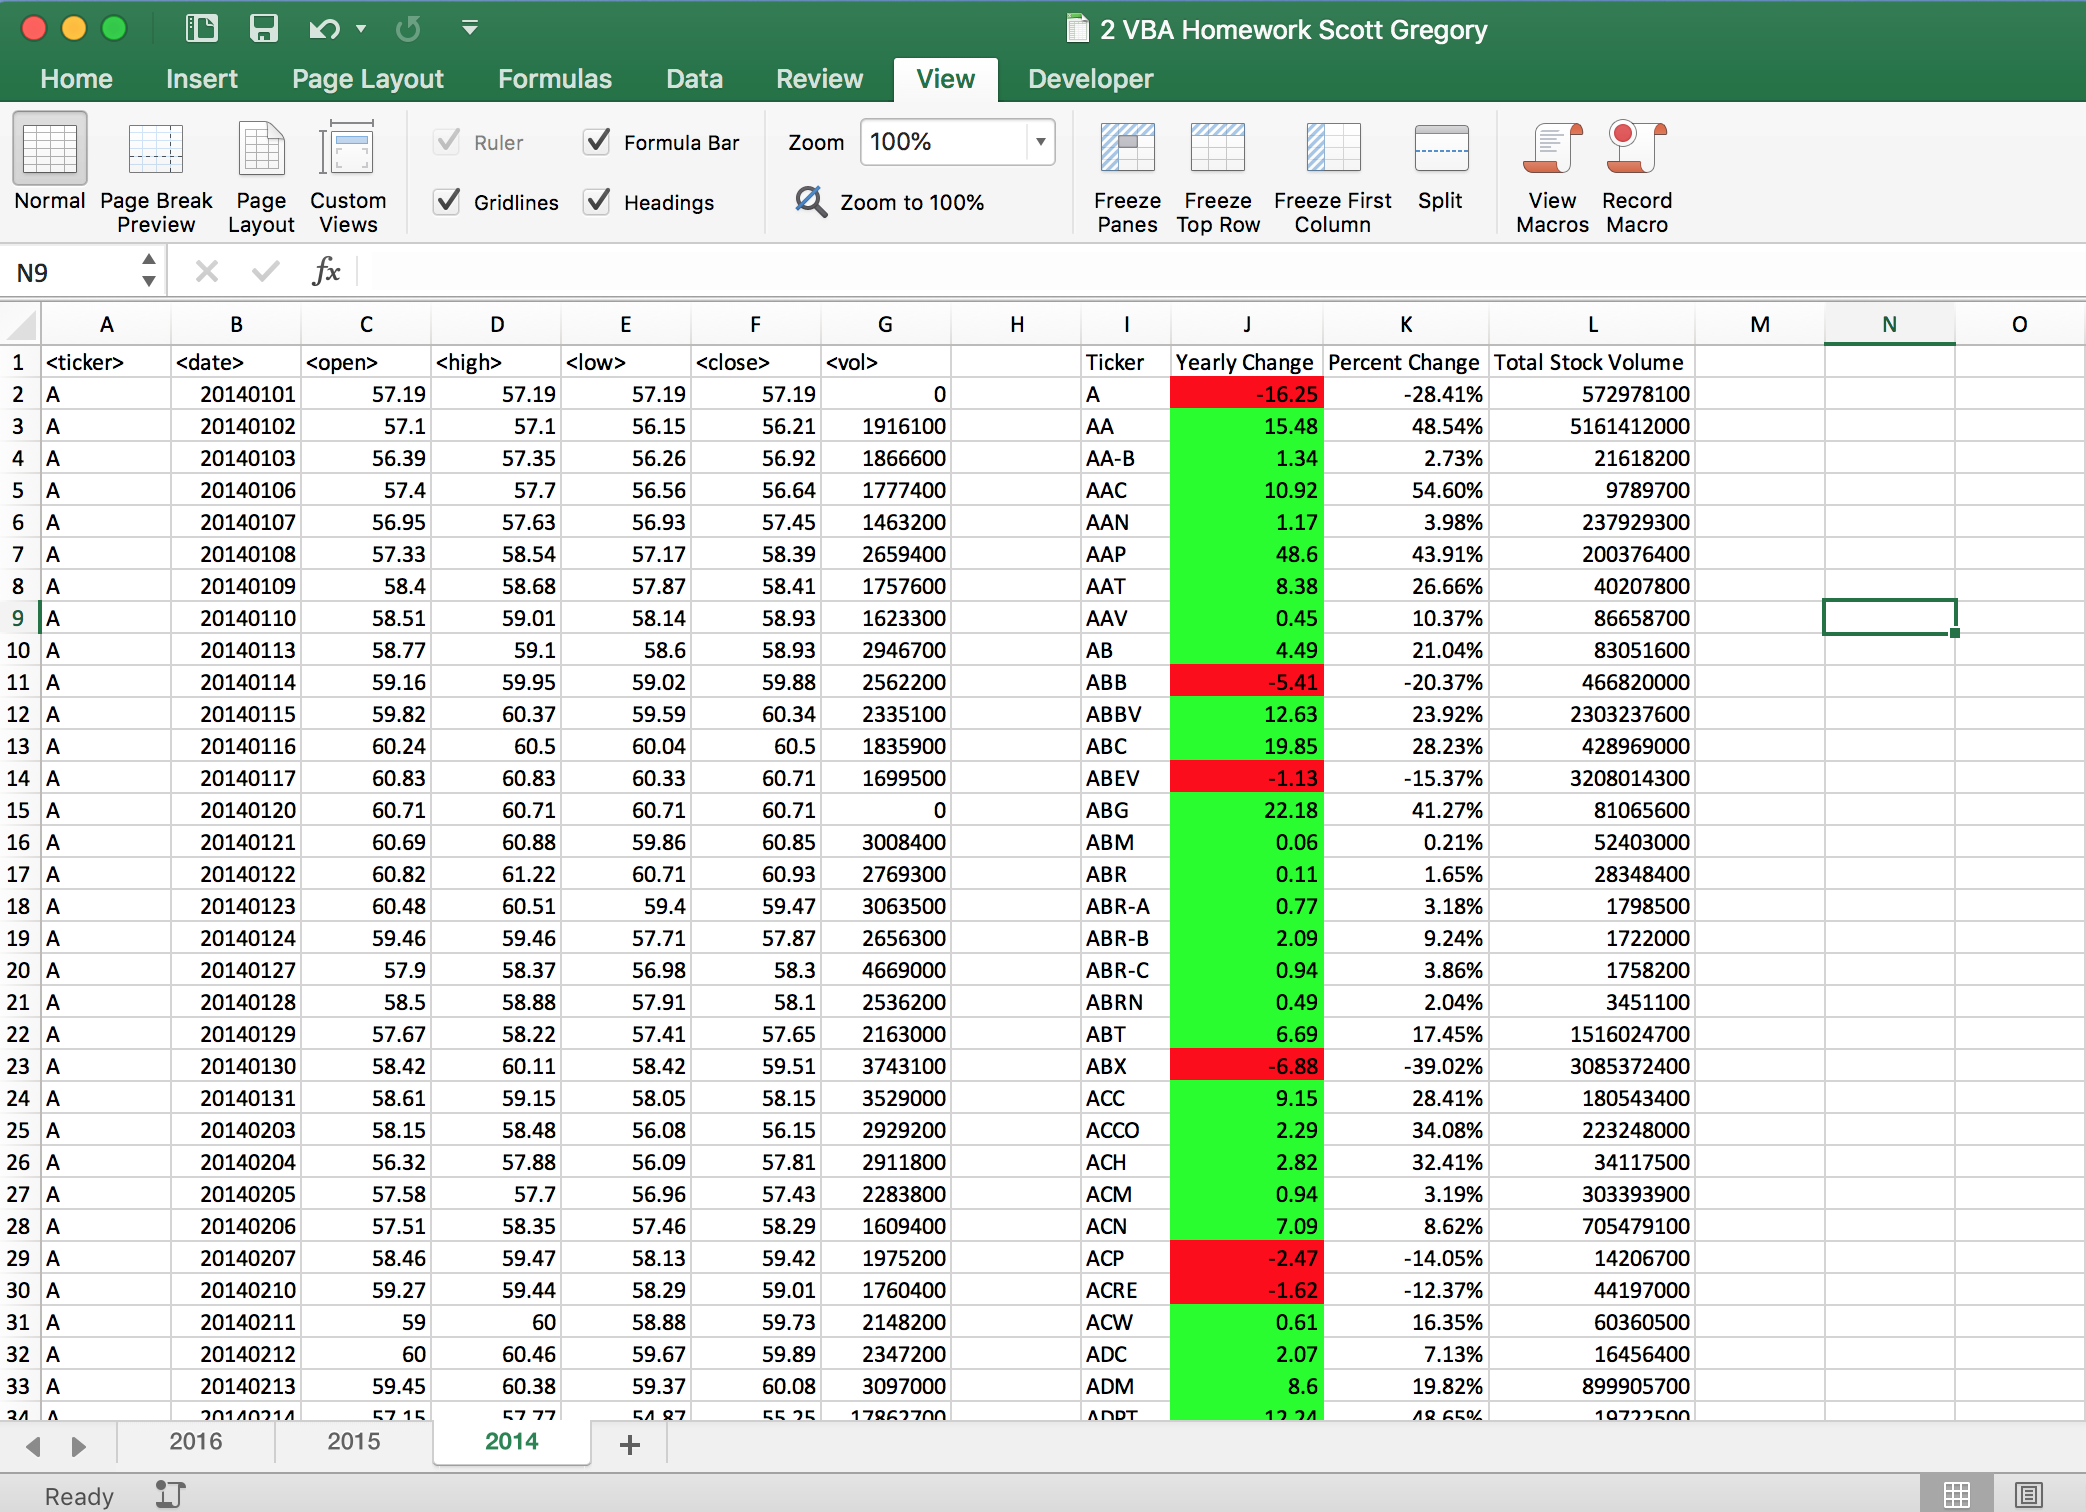 2 VBA Homework Scott Gregory
Home Insert Page Layout Formulas Data Review View Developer
Normal Page Break Preview Page Layout Custom Views
Ruler Formula Bar Zoom 100%
Gridlines Headings Zoom to 100%
Freeze Panes Freeze Top Row Freeze First Column Split View Macros Record Macro
N9 fx
A B C D E F G H I J K L M N O
1 <ticker> <date> <open> <high> <low> <close> <vol> Ticker Yearly Change Percent Change Total Stock Volume
2 A 20140101 57.19 57.19 57.19 57.19 0 A -16.25 -28.41% 572978100
3 A 20140102 57.1 57.1 56.15 56.21 1916100 AA 15.48 48.54% 5161412000
4 A 20140103 56.39 57.35 56.26 56.92 1866600 AA-B 1.34 2.73% 21618200
5 A 20140106 57.4 57.7 56.56 56.64 1777400 AAC 10.92 54.60% 9789700
6 A 20140107 56.95 57.63 56.93 57.45 1463200 AAN 1.17 3.98% 237929300
7 A 20140108 57.33 58.54 57.17 58.39 2659400 AAP 48.6 43.91% 200376400
8 A 20140109 58.4 58.68 57.87 58.41 1757600 AAT 8.38 26.66% 40207800
9 A 20140110 58.51 59.01 58.14 58.93 1623300 AAV 0.45 10.37% 86658700
10 A 20140113 58.77 59.1 58.6 58.93 2946700 AB 4.49 21.04% 83051600
11 A 20140114 59.16 59.95 59.02 59.88 2562200 ABB -5.41 -20.37% 466820000
12 A 20140115 59.82 60.37 59.59 60.34 2335100 ABBV 12.63 23.92% 2303237600
13 A 20140116 60.24 60.5 60.04 60.5 1835900 ABC 19.85 28.23% 428969000
14 A 20140117 60.83 60.83 60.33 60.71 1699500 ABEV -1.13 -15.37% 3208014300
15 A 20140120 60.71 60.71 60.71 60.71 0 ABG 22.18 41.27% 81065600
16 A 20140121 60.69 60.88 59.86 60.85 3008400 ABM 0.06 0.21% 52403000
17 A 20140122 60.82 61.22 60.71 60.93 2769300 ABR 0.11 1.65% 28348400
18 A 20140123 60.48 60.51 59.4 59.47 3063500 ABR-A 0.77 3.18% 1798500
19 A 20140124 59.46 59.46 57.71 57.87 2656300 ABR-B 2.09 9.24% 1722000
20 A 20140127 57.9 58.37 56.98 58.3 4669000 ABR-C 0.94 3.86% 1758200
21 A 20140128 58.5 58.88 57.91 58.1 2536200 ABRN 0.49 2.04% 3451100
22 A 20140129 57.67 58.22 57.41 57.65 2163000 ABT 6.69 17.45% 1516024700
23 A 20140130 58.42 60.11 58.42 59.51 3743100 ABX -6.88 -39.02% 3085372400
24 A 20140131 58.61 59.15 58.05 58.15 3529000 ACC 9.15 28.41% 180543400
25 A 20140203 58.15 58.48 56.08 56.15 2929200 ACCO 2.29 34.08% 223248000
26 A 20140204 56.32 57.88 56.09 57.81 2911800 ACH 2.82 32.41% 34117500
27 A 20140205 57.58 57.7 56.96 57.43 2283800 ACM 0.94 3.19% 303393900
28 A 20140206 57.51 58.35 57.46 58.29 1609400 ACN 7.09 8.62% 705479100
29 A 20140207 58.46 59.47 58.13 59.42 1975200 ACP -2.47 -14.05% 14206700
30 A 20140210 59.27 59.44 58.29 59.01 1760400 ACRE -1.62 -12.37% 44197000
31 A 20140211 59 60 58.88 59.73 2148200 ACW 0.61 16.35% 60360500
32 A 20140212 60 60.46 59.67 59.89 2347200 ADC 2.07 7.13% 16456400
33 A 20140213 59.45 60.38 59.37 60.08 3097000 ADM 8.6 19.82% 899905700
34 A 20140214 57.15 57.77 54.87 55.25 17862700 ADPT 12.24 48.65% 19722500
2016 2015 2014 +
Ready